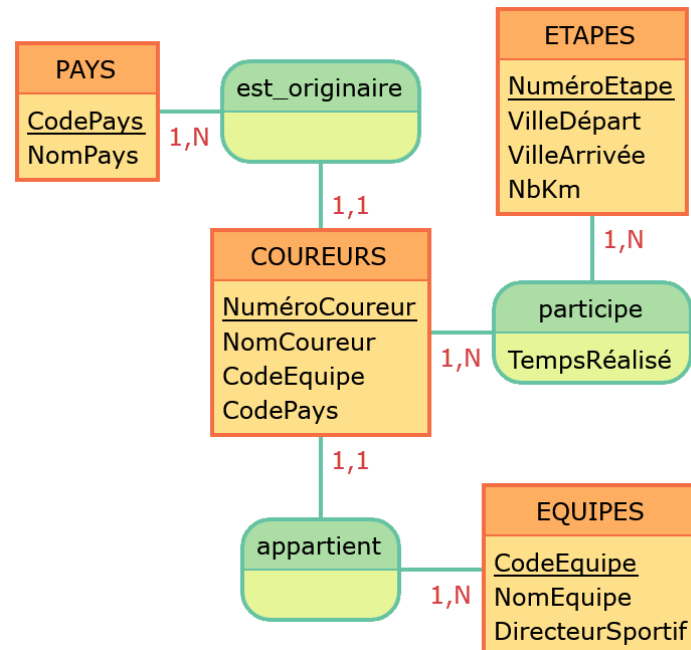 PAYS
CodePays
NomPays
1,N
est_originaire
1,1
ETAPES
NuméroEtape
VilleDépart
VilleArrivée
NbKm
1,N
COUREURS
NuméroCoureur
NomCoureur
CodeEquipe
CodePays
1,N
participe
TempsRéalisé
1,1
appartient
1,N
EQUIPES
CodeEquipe
NomEquipe
DirecteurSportif